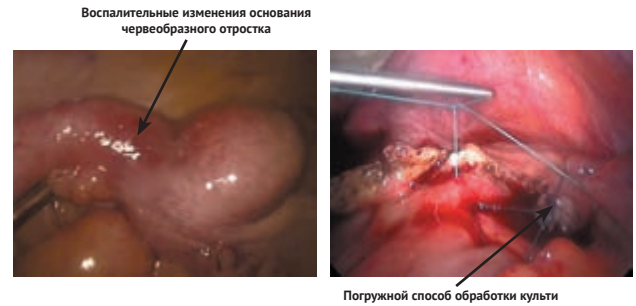 Воспалительные изменения основания
червеобразного отростка
Погружной способ обработки культи